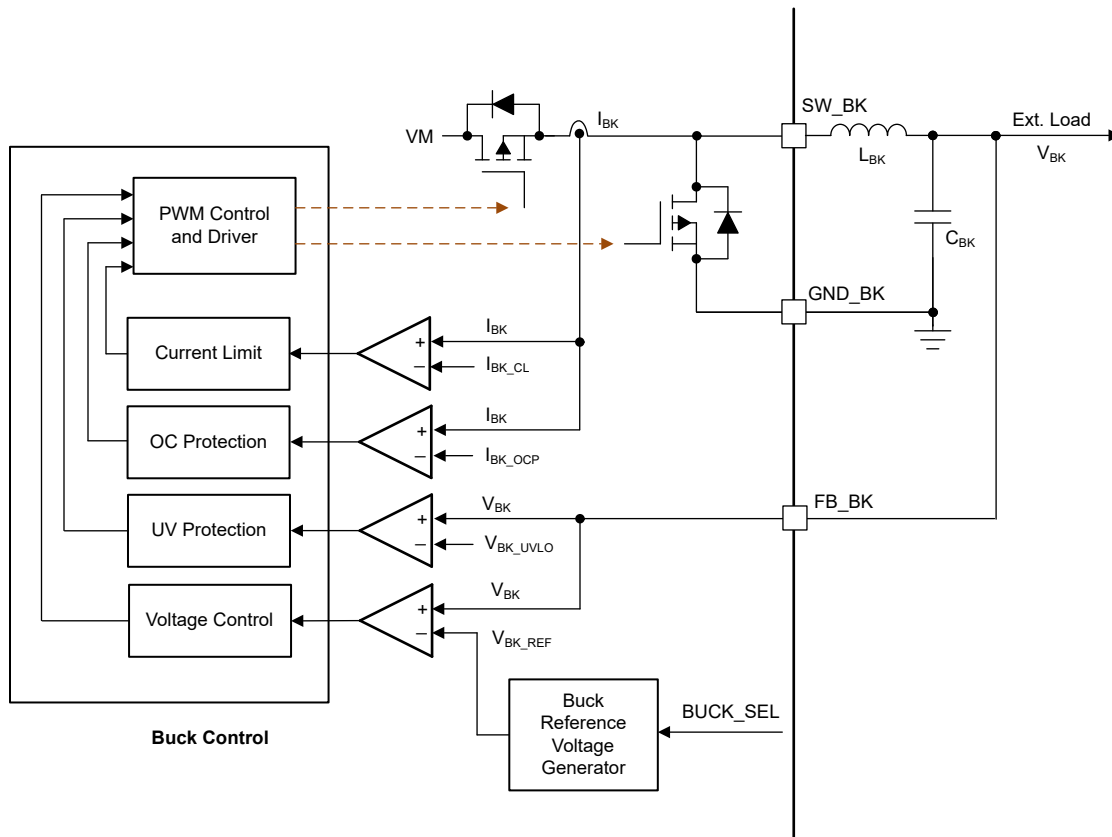 SW_BK
I_BK
Ext. Load
VM
L_BK
V_BK
PWM Control
and Driver
C_BK
GND_BK
I_BK
+
Current Limit
−
I_BK_CL
I_BK
+
OC Protection
−
I_BK_OCP
V_BK
FB_BK
+
UV Protection
−
V_BK_UVLO
V_BK
+
Voltage Control
−
V_BK_REF
Buck
Reference
Voltage
Generator
BUCK_SEL
Buck Control